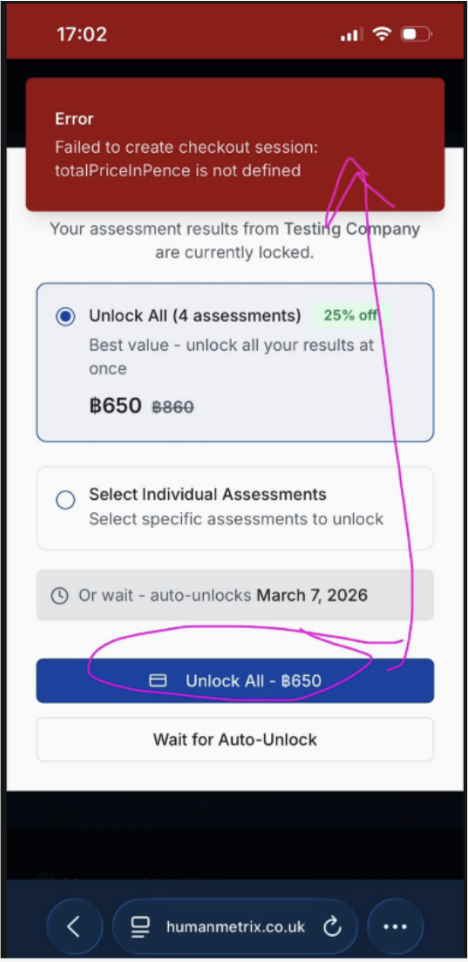 17:02
Error
Failed to create checkout session:
totalPriceInPence is not defined
Your assessment results from Testing Company
are currently locked.
Unlock All (4 assessments) 25% off
Best value - unlock all your results at
once
฿650 ฿860
Select Individual Assessments
Select specific assessments to unlock
Or wait - auto-unlocks March 7, 2026
Unlock All - ฿650
Wait for Auto-Unlock
humanmetrix.co.uk